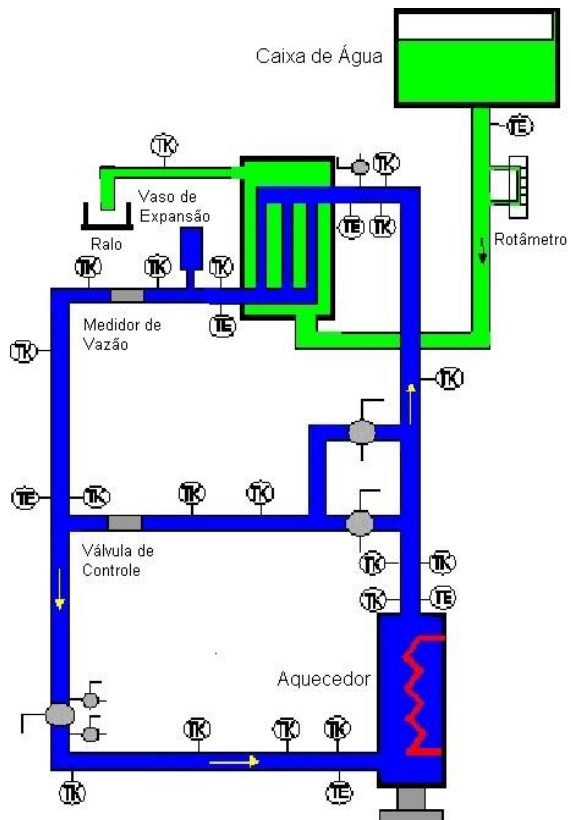 Caixa de Água
TE
TK
Vaso de
Expansão
Ralo
TK
TE
TK
Rotâmetro
TK
TK
TK
TE
Medidor de
Vazão
TK
TK
TE
TK
TK
TK
Válvula de
Controle
TK
TK
TK
TE
Aquecedor
TK
TK
TK
TE
TK